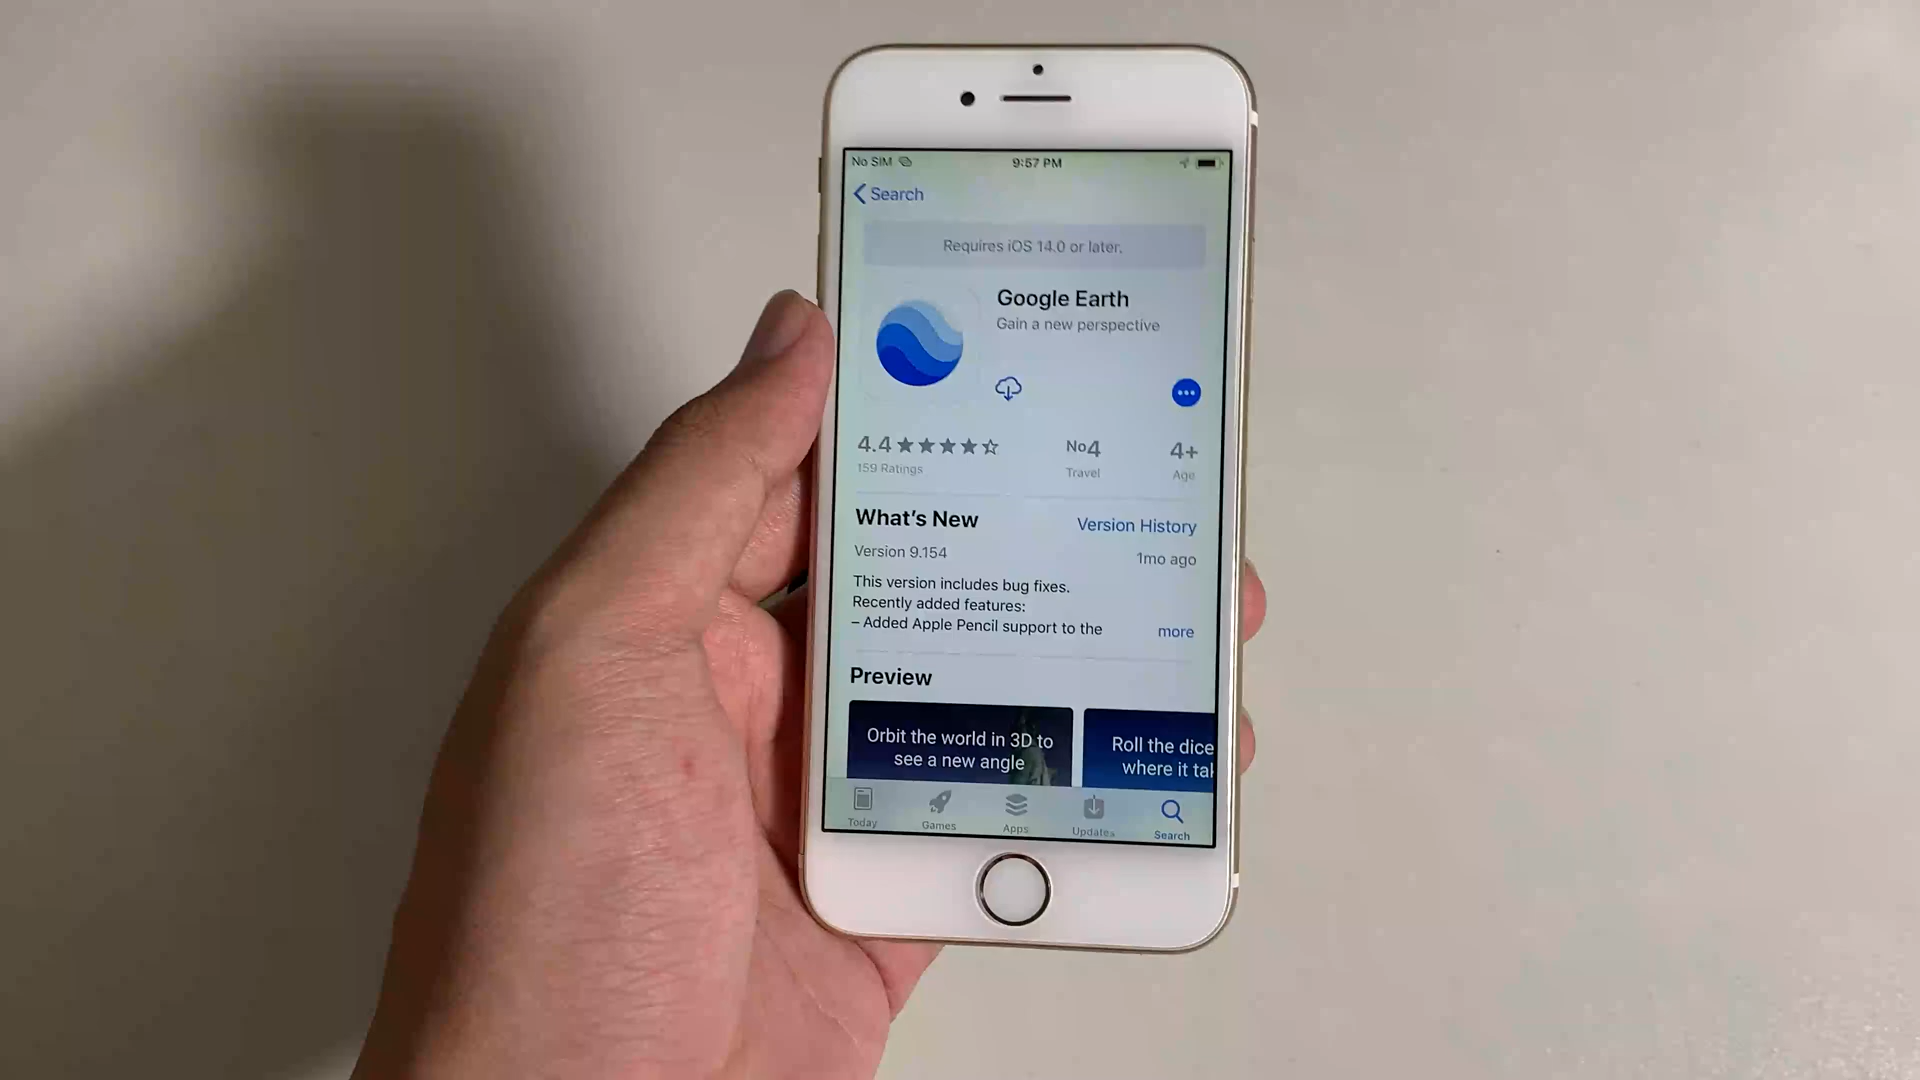 No SIM 9:57 PM
Search
Requires iOS 14.0 or later.
Google Earth
Gain a new perspective
4.4 No4 4+
159 Ratings Travel Age
What's New Version History
Version 9.154 1mo ago
This version includes bug fixes.
Recently added features:
– Added Apple Pencil support to the more
Preview
Orbit the world in 3D to
see a new angle
Roll the dice
where it tal
Today Games Apps Updates Search